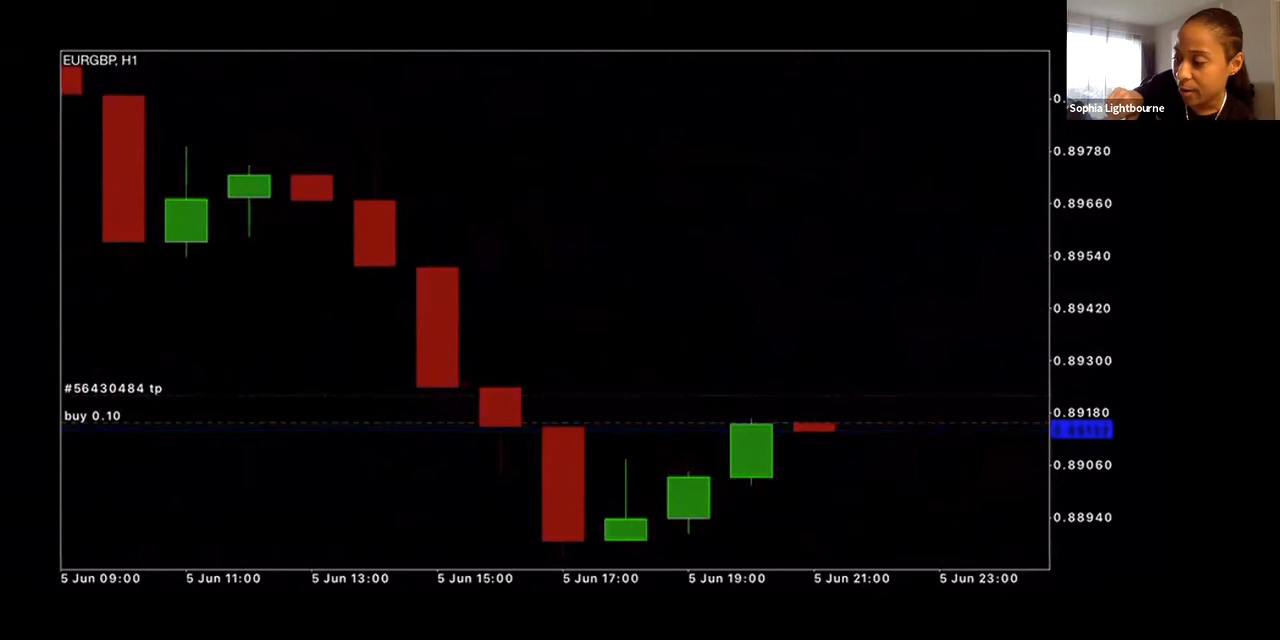 EURGBP, H1
Sophia Lightbourne
0.89780
0.89660
0.89540
0.89420
0.89300
#56430484 tp
buy 0.10
0.89180
0.89060
0.88940
5 Jun 09:00
5 Jun 11:00
5 Jun 13:00
5 Jun 15:00
5 Jun 17:00
5 Jun 19:00
5 Jun 21:00
5 Jun 23:00